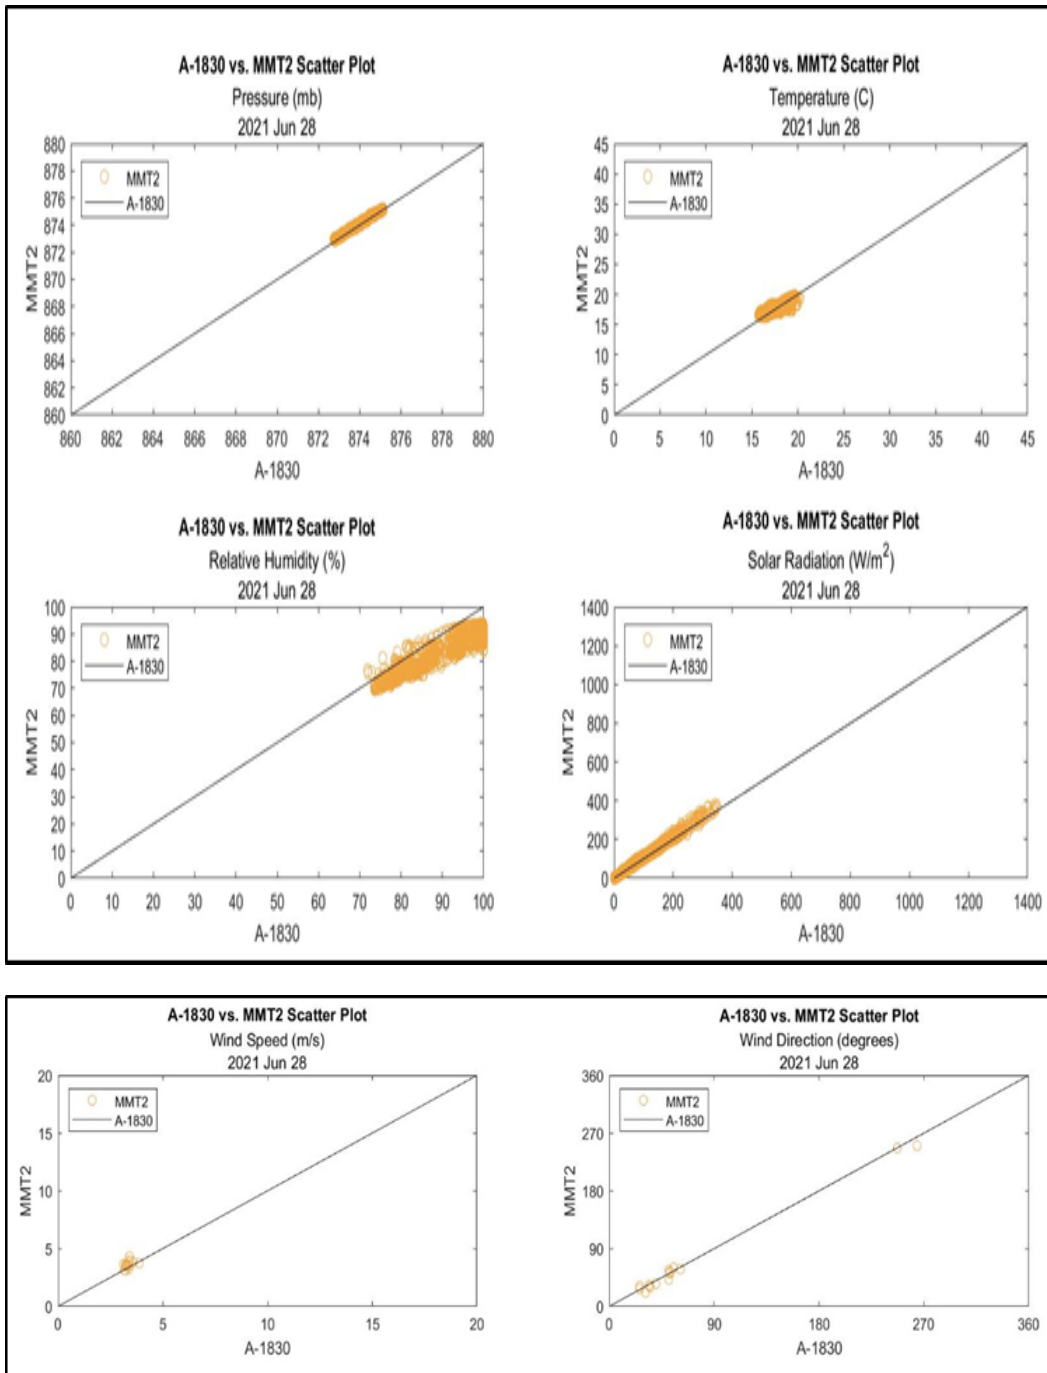 A-1830 vs. MMT2 Scatter Plot
Pressure (mb)
2021 Jun 28
880
878
876
874
872
870
868
866
864
862
860
MMT2
MMT2
A-1830
860 862 864 866 868 870 872 874 876 878 880
A-1830
A-1830 vs. MMT2 Scatter Plot
Temperature (C)
2021 Jun 28
45
40
35
30
25
20
15
10
5
0
MMT2
MMT2
A-1830
0 5 10 15 20 25 30 35 40 45
A-1830
A-1830 vs. MMT2 Scatter Plot
Relative Humidity (%)
2021 Jun 28
100
90
80
70
60
50
40
30
20
10
0
MMT2
MMT2
A-1830
0 10 20 30 40 50 60 70 80 90 100
A-1830
A-1830 vs. MMT2 Scatter Plot
Solar Radiation (W/m²)
2021 Jun 28
1400
1200
1000
800
600
400
200
0
MMT2
MMT2
A-1830
0 200 400 600 800 1000 1200 1400
A-1830
A-1830 vs. MMT2 Scatter Plot
Wind Speed (m/s)
2021 Jun 28
20
15
10
5
0
MMT2
MMT2
A-1830
0 5 10 15 20
A-1830
A-1830 vs. MMT2 Scatter Plot
Wind Direction (degrees)
2021 Jun 28
360
270
180
90
0
MMT2
MMT2
A-1830
0 90 180 270 360
A-1830